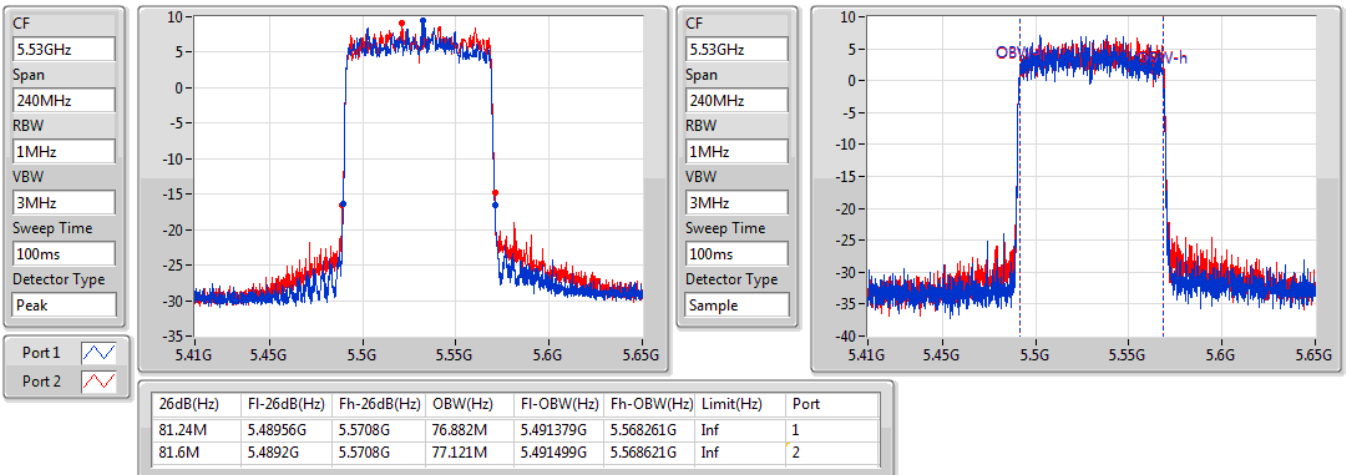 CF
5.53GHz
Span
240MHz
RBW
1MHz
VBW
3MHz
Sweep Time
100ms
Detector Type
Peak
Port 1
Port 2
10
5
0
-5
-10
-15
-20
-25
-30
-35
5.41G 5.45G 5.5G 5.55G 5.6G 5.65G
CF
5.53GHz
Span
240MHz
RBW
1MHz
VBW
3MHz
Sweep Time
100ms
Detector Type
Sample
10
5
0
-5
-10
-15
-20
-25
-30
-35
-40
5.41G 5.45G 5.5G 5.55G 5.6G 5.65G
26dB(Hz) Fl-26dB(Hz) Fh-26dB(Hz) OBW(Hz) Fl-OBW(Hz) Fh-OBW(Hz) Limit(Hz) Port
81.24M 5.48956G 5.5708G 76.882M 5.491379G 5.568261G Inf 1
81.6M 5.4892G 5.5708G 77.121M 5.491499G 5.568621G Inf 2